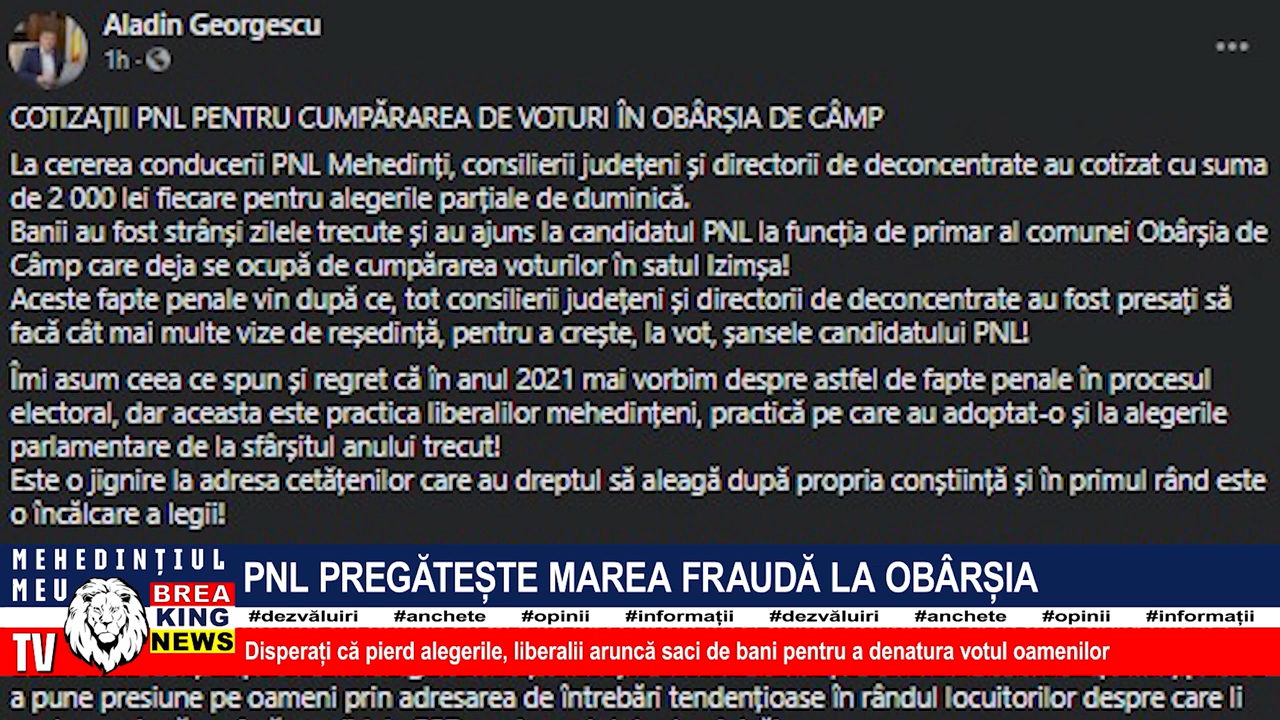 Aladin Georgescu
1h ·
COTIZAȚII PNL PENTRU CUMPĂRAREA DE VOTURI ÎN OBÂRȘIA DE CÂMP
La cererea conducerii PNL Mehedinți, consilierii județeni și directorii de deconcentrate au cotizat cu suma
de 2 000 lei fiecare pentru alegerile parțiale de duminică.
Banii au fost strânși zilele trecute și au ajuns la candidatul PNL la funcția de primar al comunei Obârșia de
Câmp care deja se ocupă de cumpărarea voturilor în satul Izimșa!
Aceste fapte penale vin după ce, tot consilierii județeni și directorii de deconcentrate au fost presați să
facă cât mai multe vize de reședință, pentru a crește, la vot, șansele candidatului PNL!
Îmi asum ceea ce spun și regret că în anul 2021 mai vorbim despre astfel de fapte penale în procesul
electoral, dar aceasta este practica liberalilor mehedințeni, practică pe care au adoptat-o și la alegerile
parlamentare de la sfârșitul anului trecut!
Este o jignire la adresa cetățenilor care au dreptul să aleagă după propria conștiință și în primul rând este
o încălcare a legii!
MEHEDINȚIUL
MEU
TV
BREA
KING
NEWS
PNL PREGĂTEȘTE MAREA FRAUDĂ LA OBÂRȘIA
#dezvăluiri #anchete #opinii #informații #dezvăluiri #anchete #opinii #informații
Disperați că pierd alegerile, liberalii aruncă saci de bani pentru a denatura votul oamenilor
a pune presiune pe oameni prin adresarea de întrebări tendențioase în rândul locuitorilor despre care li